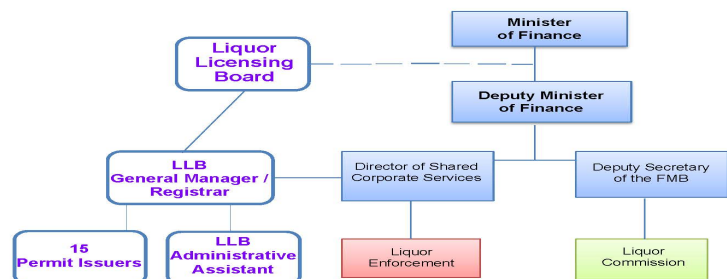 Minister
of Finance
Liquor
Licensing
Board
Deputy Minister
of Finance
LLB
General Manager /
Registrar
Director of Shared
Corporate Services
Deputy Secretary
of the FMB
15
Permit Issuers
LLB
Administrative
Assistant
Liquor
Enforcement
Liquor
Commission